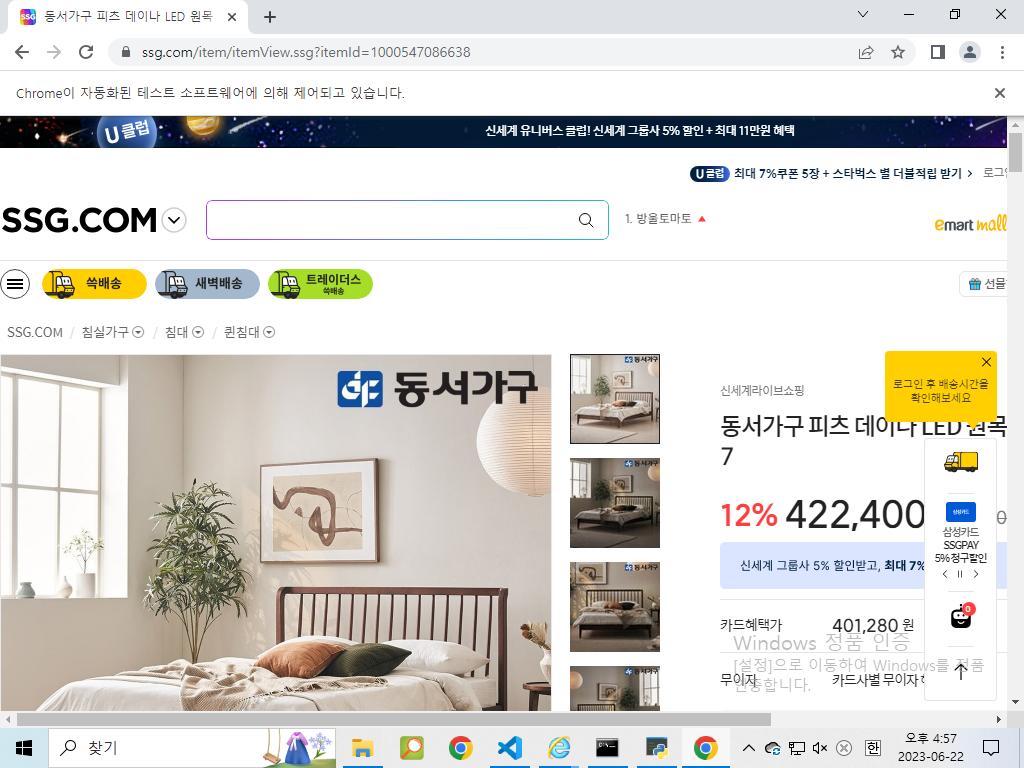 동서가구 피츠 데이나 LED 원목
ssg.com/item/itemView.ssg?itemId=1000547086638
Chrome이 자동화된 테스트 소프트웨어에 의해 제어되고 있습니다.
U클럽
신세계 유니버스 클럽! 신세계 그룹사 5% 할인 + 최대 11만원 혜택
U클럽 최대 7%쿠폰 5장 + 스타벅스 별 더블적립 받기 > 로그인
SSG.COM
1. 방울토마토
emart mall
쓱배송
새벽배송
트레이더스
쓱배송
선물
SSG.COM / 침실가구 / 침대 / 퀸침대
동서가구
로그인 후 배송시간을
확인해보세요
신세계라이브쇼핑
동서가구 피츠 데이나 LED 원목
7
12% 422,400
삼성카드
SSGPAY
5% 청구할인
신세계 그룹사 5% 할인받고, 최대 7%
카드혜택가 401,280 원
0
Windows 정품 인증
[설정]으로 이동하여 Windows를 정품
인증합니다.
무이자 카드사별 무이자
찾기
한
오후 4:57
2023-06-22